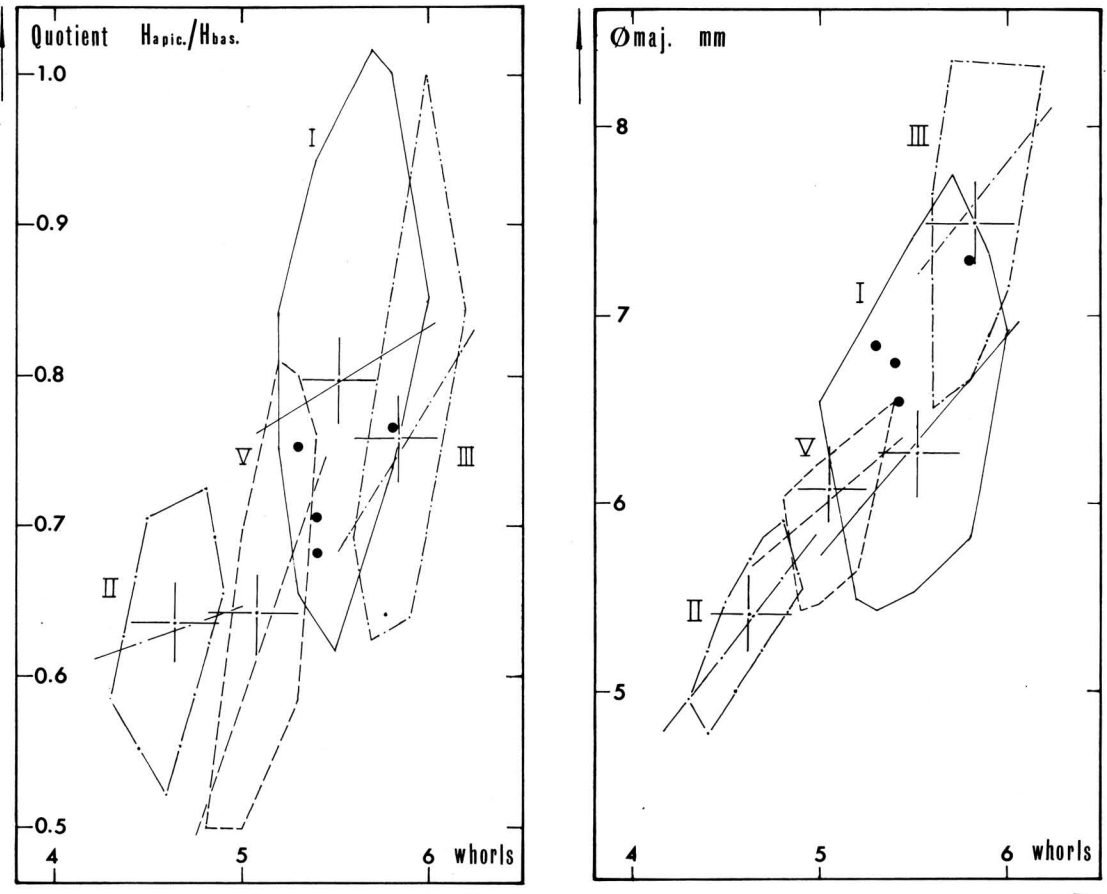 Quotient Hapic./Hbas.
1.0
0.9
0.8
0.7
0.6
0.5
I
V
III
II
4 5 6 whorls
Ømaj. mm
8
7
6
5
III
I
V
II
4 5 6 whorls